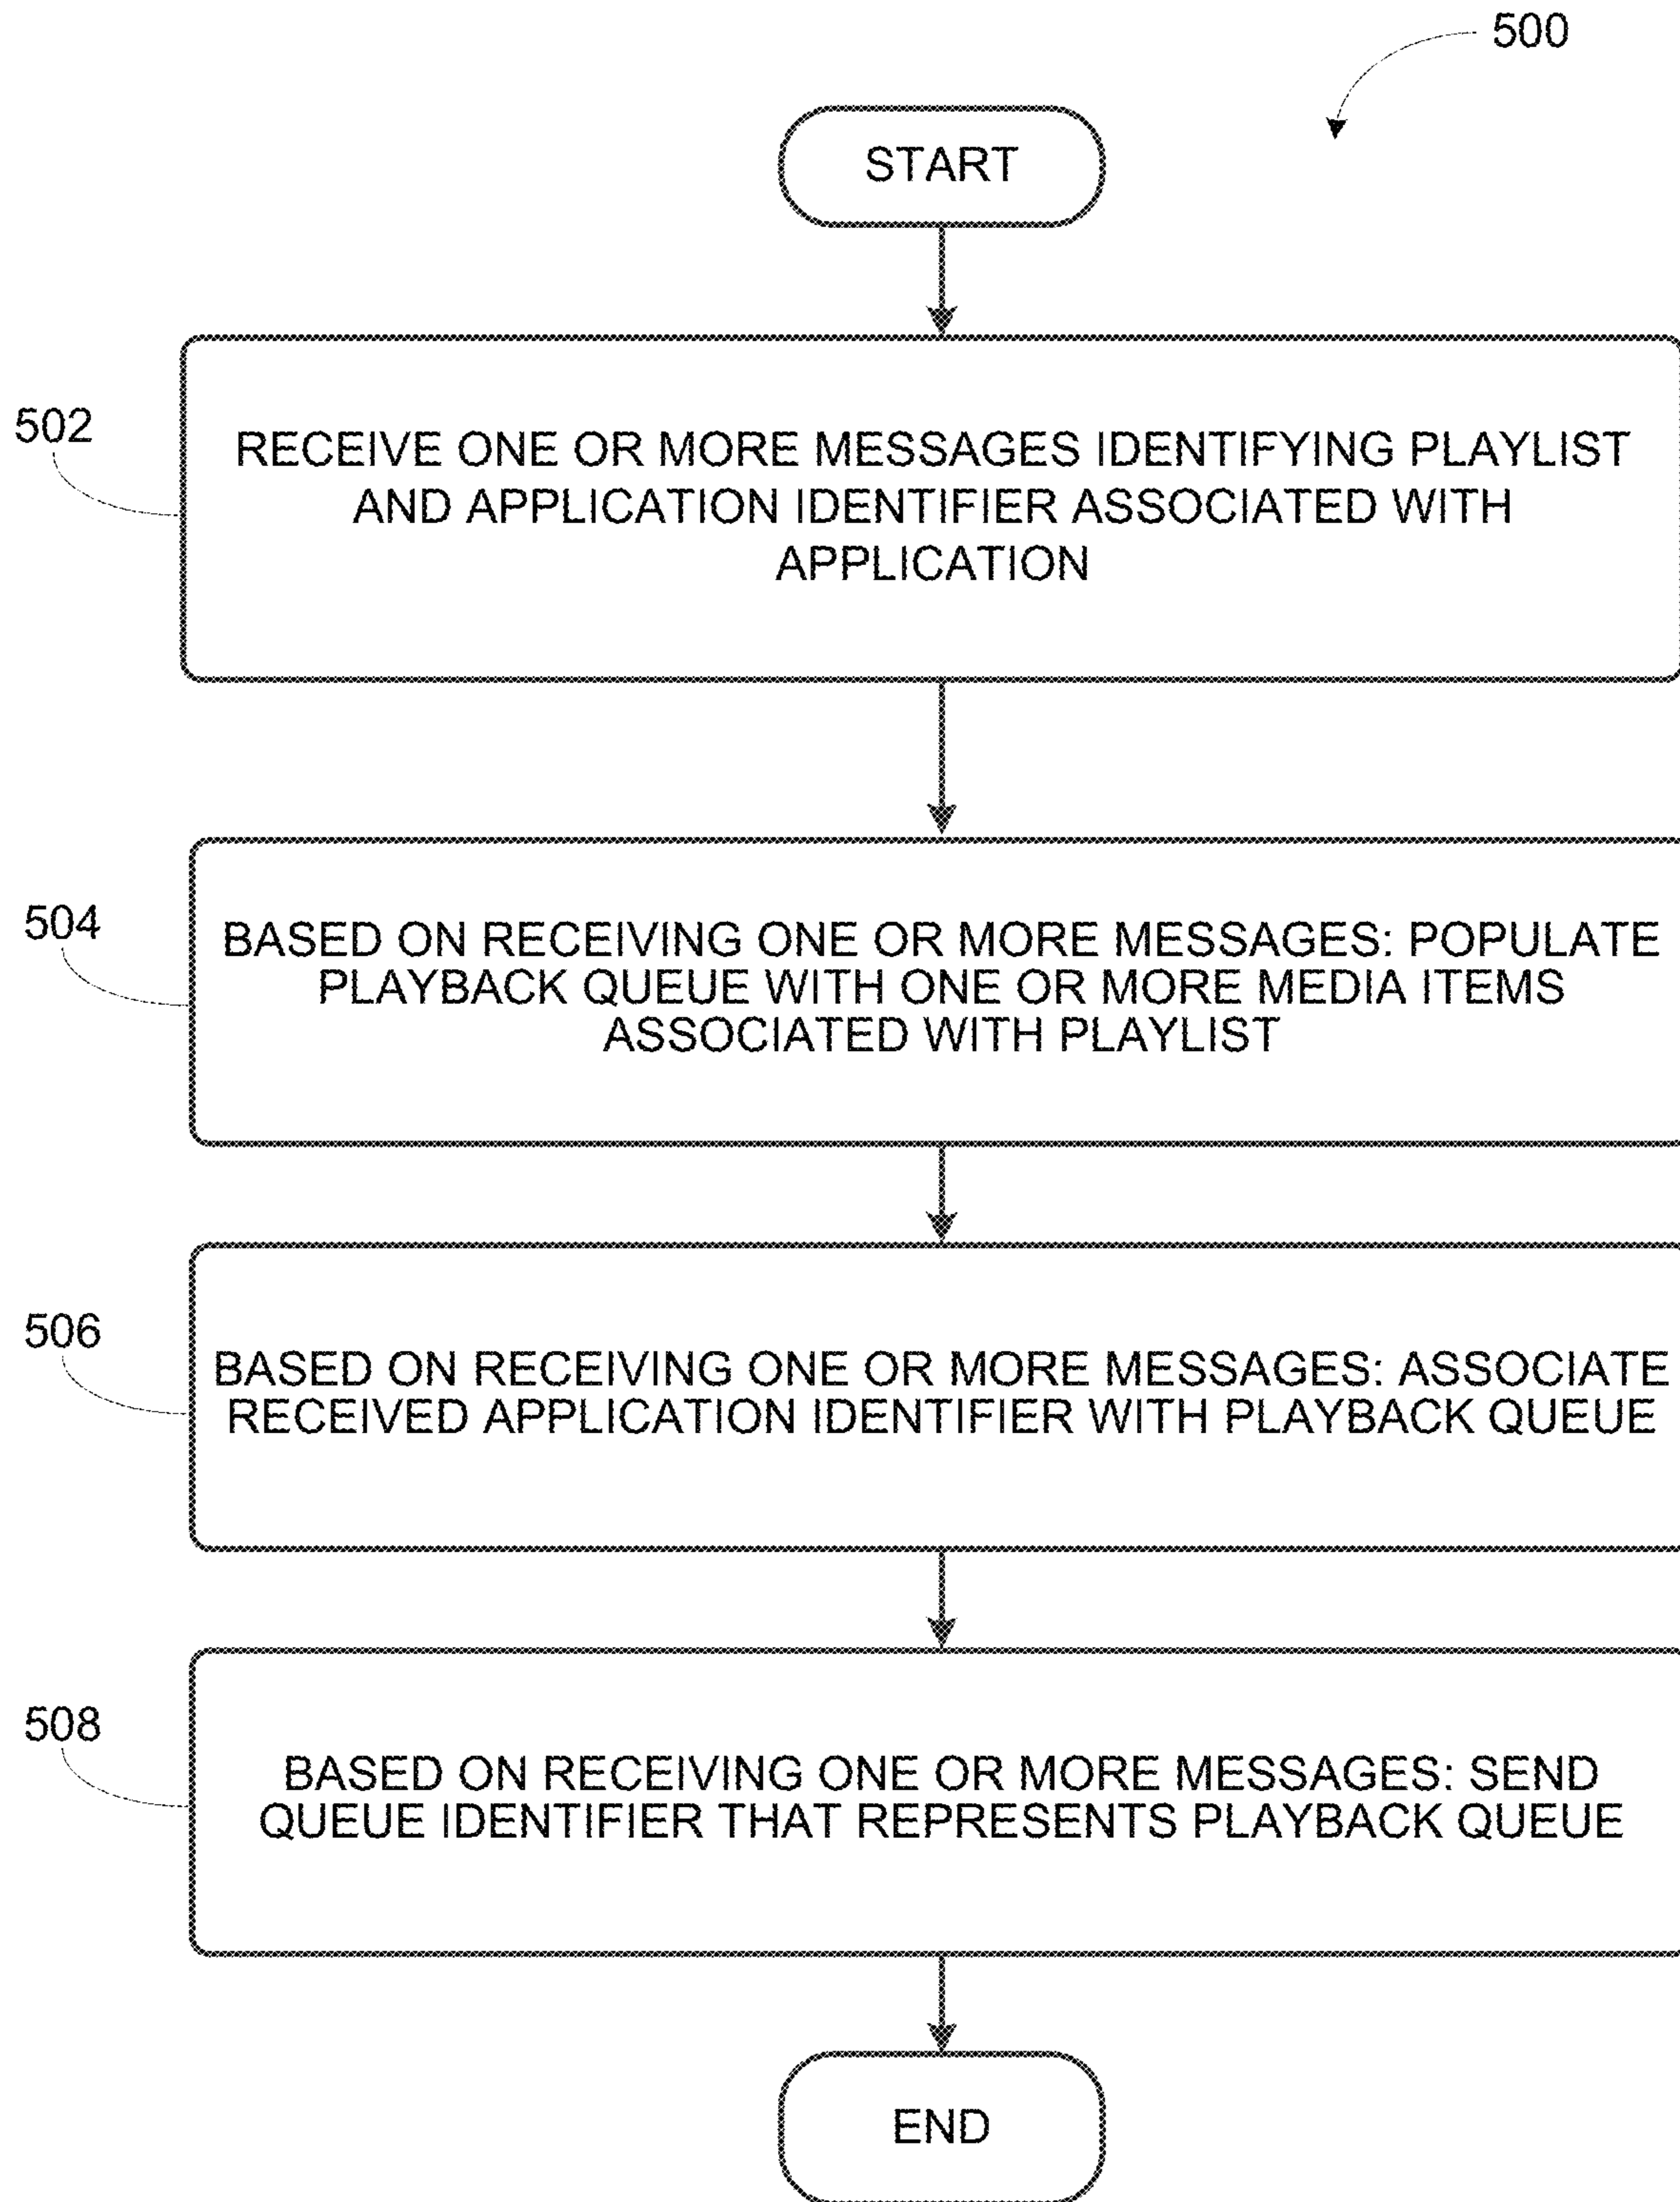 500
START
502
RECEIVE ONE OR MORE MESSAGES IDENTIFYING PLAYLIST
AND APPLICATION IDENTIFIER ASSOCIATED WITH
APPLICATION
504
BASED ON RECEIVING ONE OR MORE MESSAGES: POPULATE
PLAYBACK QUEUE WITH ONE OR MORE MEDIA ITEMS
ASSOCIATED WITH PLAYLIST
506
BASED ON RECEIVING ONE OR MORE MESSAGES: ASSOCIATE
RECEIVED APPLICATION IDENTIFIER WITH PLAYBACK QUEUE
508
BASED ON RECEIVING ONE OR MORE MESSAGES: SEND
QUEUE IDENTIFIER THAT REPRESENTS PLAYBACK QUEUE
END